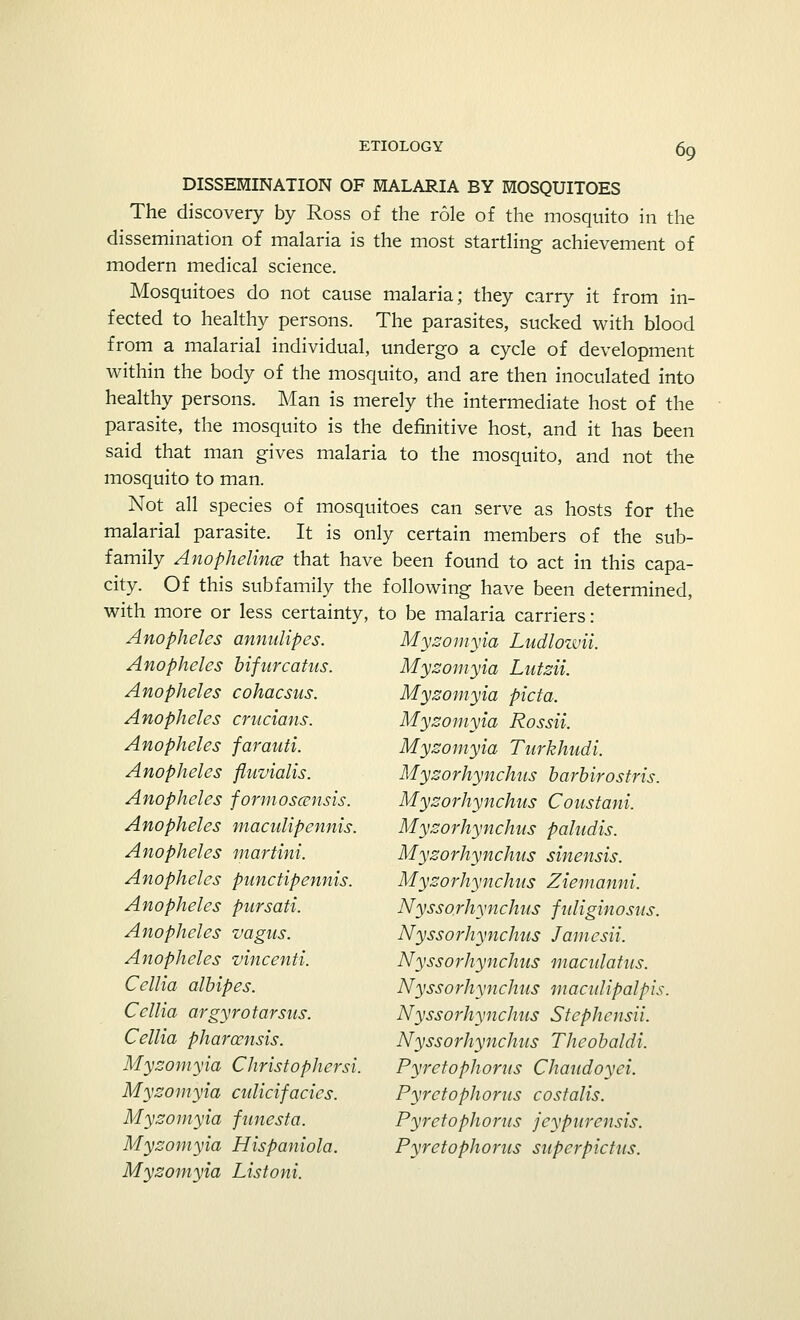 ETIOLOGY 69
DISSEMINATION OF MALARIA BY MOSQUITOES
The discovery by Ross of the rôle of the mosquito in the
dissemination of malaria is the most startling achievement of
modern medical science.
Mosquitoes do not cause malaria; they carry it from in-
fected to healthy persons. The parasites, sucked with blood
from a malarial individual, undergo a cycle of development
within the body of the mosquito, and are then inoculated into
healthy persons. Man is merely the intermediate host of the
parasite, the mosquito is the definitive host, and it has been
said that man gives malaria to the mosquito, and not the
mosquito to man.
Not all species of mosquitoes can serve as hosts for the
malarial parasite. It is only certain members of the sub-
family Anophelinæ that have been found to act in this capa-
city. Of this subfamily the following have been determined,
with more or less certainty, to be malaria carriers:
Anopheles annulipes.
Anopheles bifurcatus.
Anopheles cohacsus.
Anopheles crucians.
Anopheles farauti.
Anopheles fluvialis.
Anopheles formosœnsis.
Anopheles maculipennis.
Anopheles martini.
Anopheles punctipennis.
Anopheles pursati.
Anopheles vagus.
Anopheles vincenti.
Cellia albipes.
Cellia argyrotarsus.
Cellia pharœnsis.
Myzomyia Christophersi.
Myzomyia culicifacies.
Myzomyia funesta.
Myzomyia Hispaniola.
Myzomyia Listoni.
Myzomyia Ludlowii.
Myzomyia Lutzii.
Myzomyia picta.
Myzomyia Rossii.
Myzomyia Turkhudi.
Myzorhynchus barbirostris.
Myzorhynchus Coustani.
Myzorhynchus paludis.
Myzorhynchus sinensis.
Myzorhynchus Ziemanni.
Nyssorhynchus fuliginosus.
Nyssorhynchus Jamesii.
Nyssorhynchus maculatus.
Nyssorhynchus maculipalpis.
Nyssorhynchus Stephensii.
Nyssorhynchus Theobaldi.
Pyretophorus Chaudoyei.
Pyretophorus costalis.
Pyretophorus jeypurensis.
Pyretophorus superpictus.